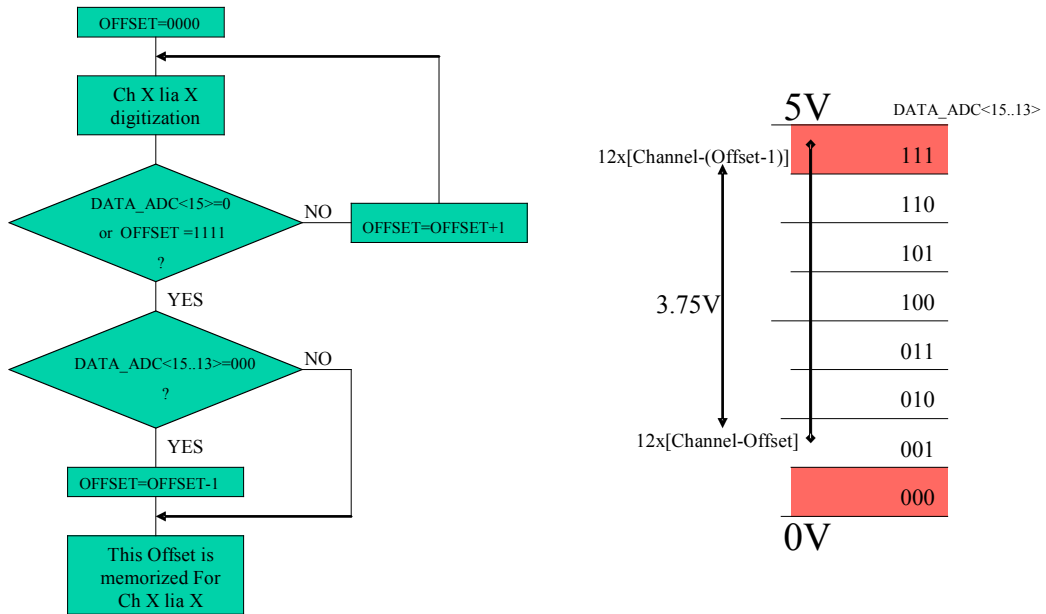 OFFSET=0000
Ch X lia X
digitization
DATA_ADC<15>=0
or OFFSET =1111
?
NO
OFFSET=OFFSET+1
YES
DATA_ADC<15..13>=000
?
NO
YES
OFFSET=OFFSET-1
This Offset is
memorized For
Ch X lia X
5V
DATA_ADC<15..13>
12x[Channel-(Offset-1)]
111
110
101
100
3.75V
011
010
12x[Channel-Offset]
001
000
0V